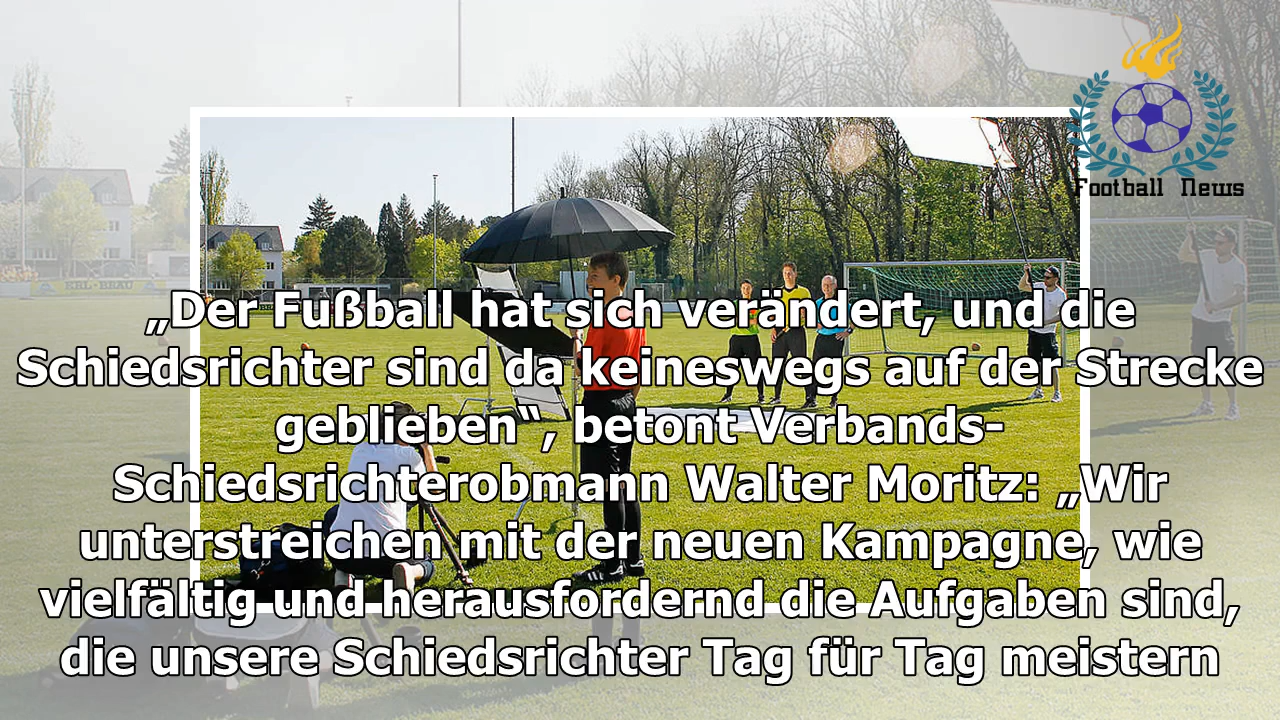 Football News
„Der Fußball hat sich verändert, und die
Schiedsrichter sind da keineswegs auf der Strecke
geblieben“, betont Verbands-
Schiedsrichterobmann Walter Moritz: „Wir
unterstreichen mit der neuen Kampagne, wie
vielfältig und herausfordernd die Aufgaben sind,
die unsere Schiedsrichter Tag für Tag meistern
ERL-BRÄU